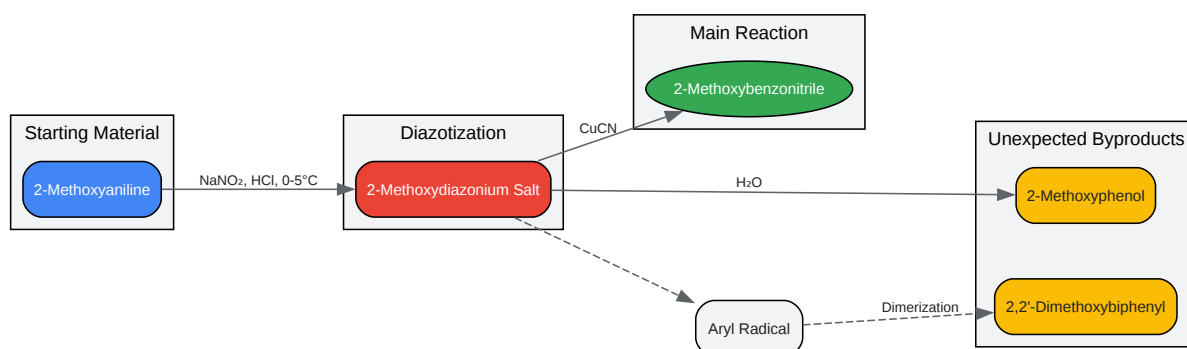 Main Reaction
2-Methoxybenzonitrile
Starting Material
Diazotization
CuCN
Unexpected Byproducts
2-Methoxyaniline
NaNO₂, HCl, 0-5°C
2-Methoxydiazonium Salt
H₂O
2-Methoxyphenol
Aryl Radical
Dimerization
2,2'-Dimethoxybiphenyl